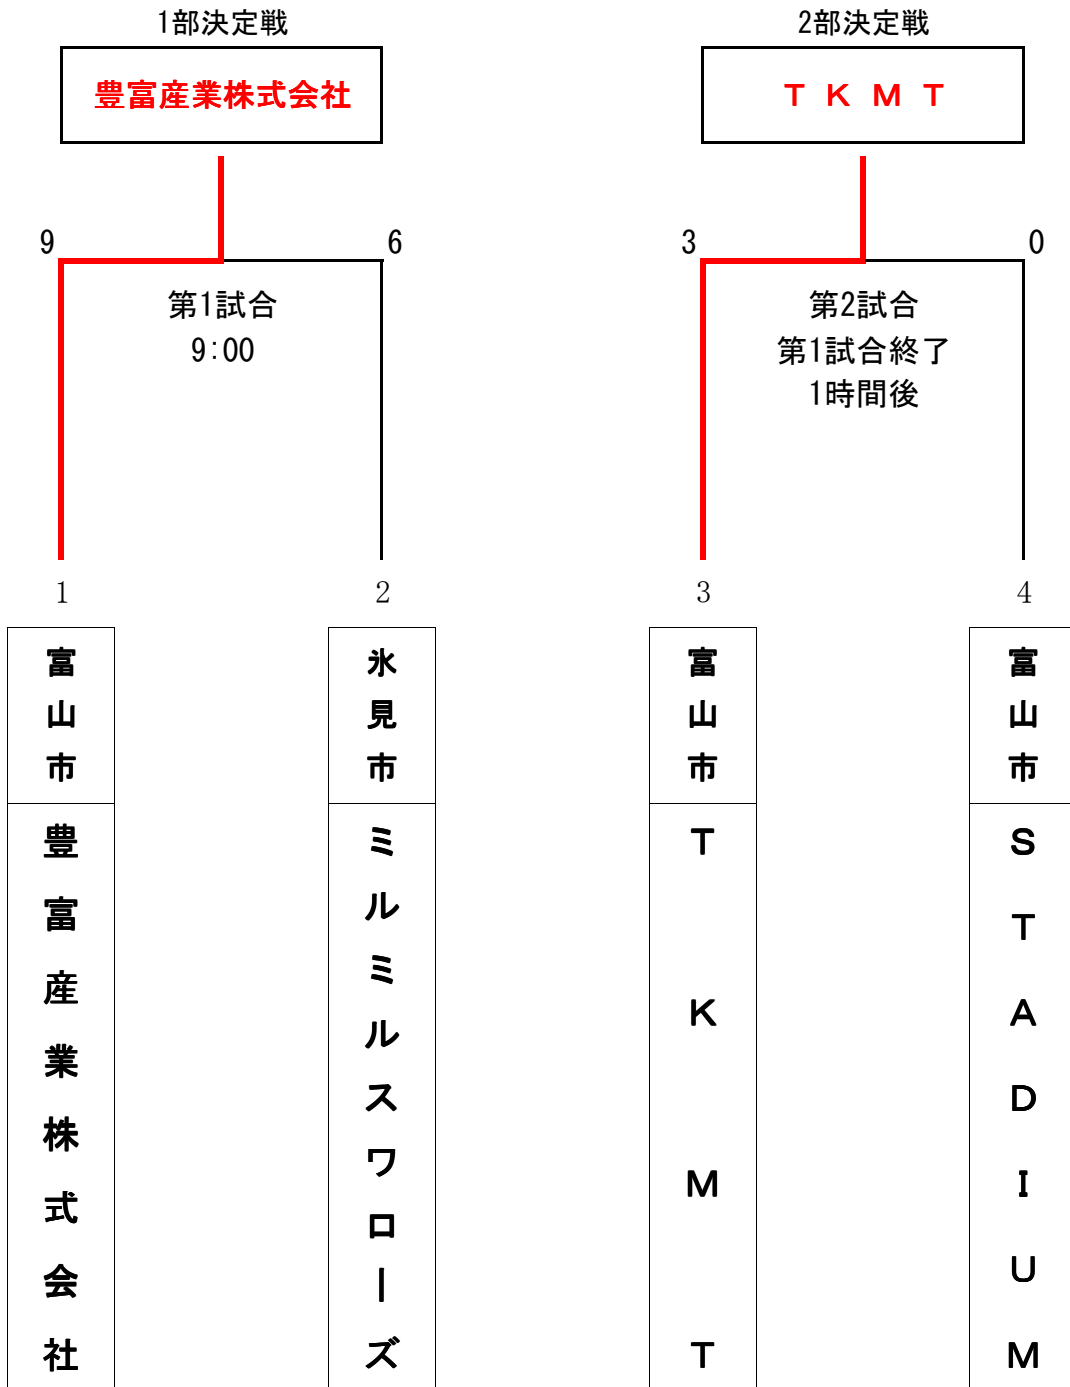 1部決定戦
2部決定戦
豊富産業株式会社
ＴＫＭＴ
9
6
3
0
第1試合
9:00
第2試合
第1試合終了
1時間後
1
2
3
4
富山市
氷見市
富山市
富山市
豊富産業株式会社
ミルミルスワローズ
ＴＫＭＴ
ＳＴＡＤＩＵＭ